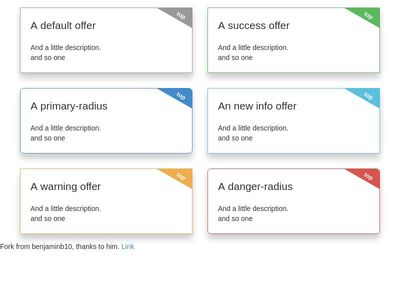 top
A default offer
And a little description.
and so one
top
A success offer
And a little description.
and so one
top
A primary-radius
And a little description.
and so one
top
An new info offer
And a little description.
and so one
top
A warning offer
And a little description.
and so one
top
A danger-radius
And a little description.
and so one
Fork from benjaminb10, thanks to him. Link